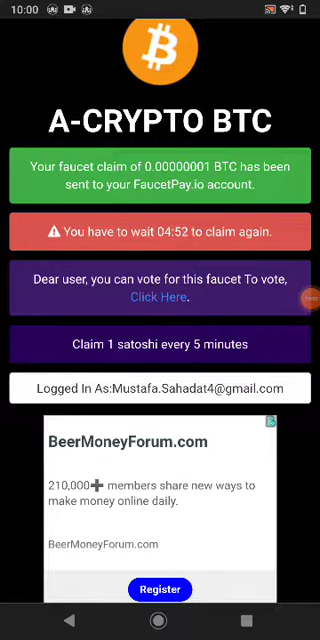 10:00
A-CRYPTO BTC
Your faucet claim of 0.00000001 BTC has been
sent to your FaucetPay.io account.
You have to wait 04:52 to claim again.
Dear user, you can vote for this faucet To vote,
Click Here.
Claim 1 satoshi every 5 minutes
Logged In As:Mustafa.Sahadat4@gmail.com
BeerMoneyForum.com
210,000+ members share new ways to
make money online daily.
BeerMoneyForum.com
Register